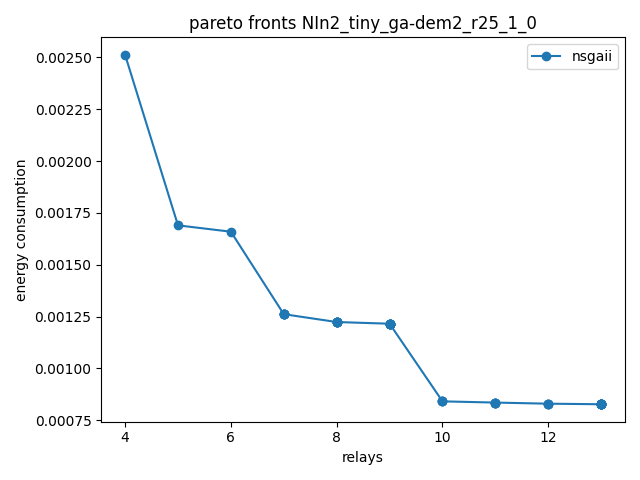 pareto fronts NIn2_tiny_ga-dem2_r25_1_0
nsgaii
0.00250
0.00225
0.00200
0.00175
0.00150
0.00125
0.00100
0.00075
energy consumption
4 6 8 10 12
relays